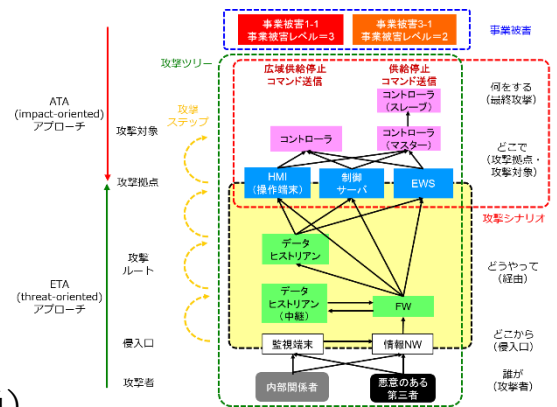 事業被害1-1
事業被害レベル=3
事業被害3-1
事業被害レベル=2
事業被害
攻撃ツリー
広域供給停止
コマンド送信
供給停止
コマンド送信
何をする
(最終攻撃)
ATA
(impact-oriented)
アプローチ
攻撃
ステップ
攻撃対象
コントローラ
(スレーブ)
コントローラ
コントローラ
(マスター)
どこで
(攻撃拠点・
攻撃対象)
攻撃拠点
HMI
(操作端末)
制御
サーバ
EWS
攻撃シナリオ
攻撃
ルート
データ
ヒストリアン
どうやって
(経由)
ETA
(threat-oriented)
アプローチ
データ
ヒストリアン
(中継)
FW
侵入口
監視端末
情報NW
どこから
(侵入口)
攻撃者
内部関係者
悪意のある
第三者
誰が
(攻撃者)